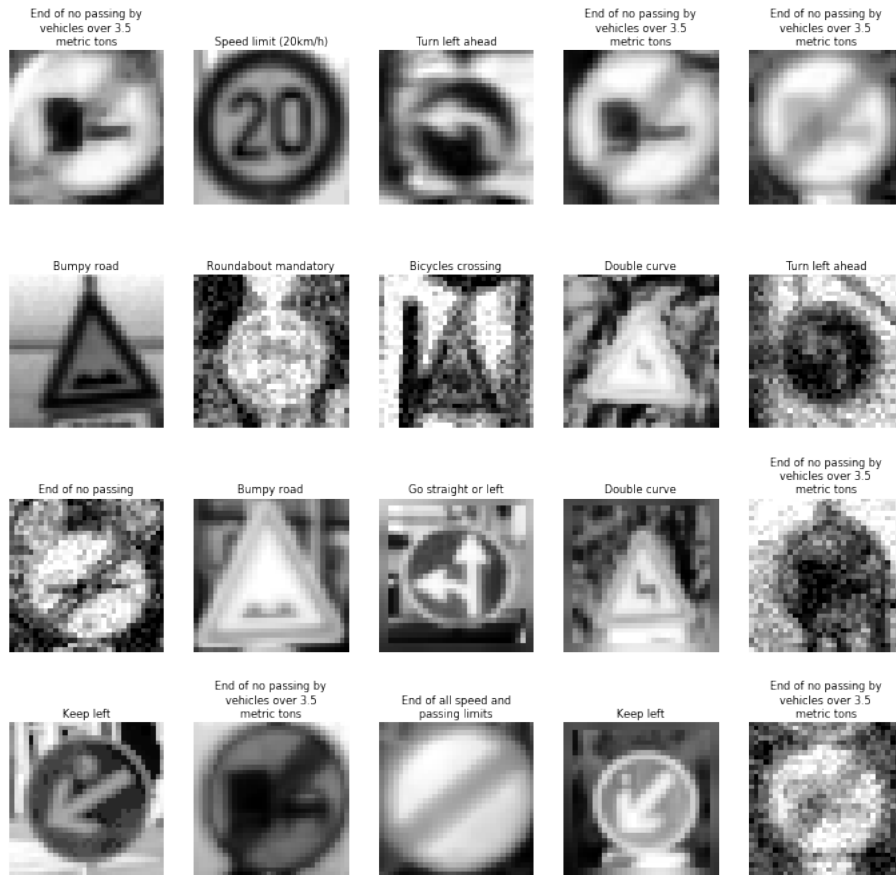 End of no passing by
vehicles over 3.5
metric tons
Speed limit (20km/h)
Turn left ahead
End of no passing by
vehicles over 3.5
metric tons
End of no passing by
vehicles over 3.5
metric tons
20
Bumpy road
Roundabout mandatory
Bicycles crossing
Double curve
Turn left ahead
End of no passing
Bumpy road
Go straight or left
Double curve
End of no passing by
vehicles over 3.5
metric tons
Keep left
End of no passing by
vehicles over 3.5
metric tons
End of all speed and
passing limits
Keep left
End of no passing by
vehicles over 3.5
metric tons